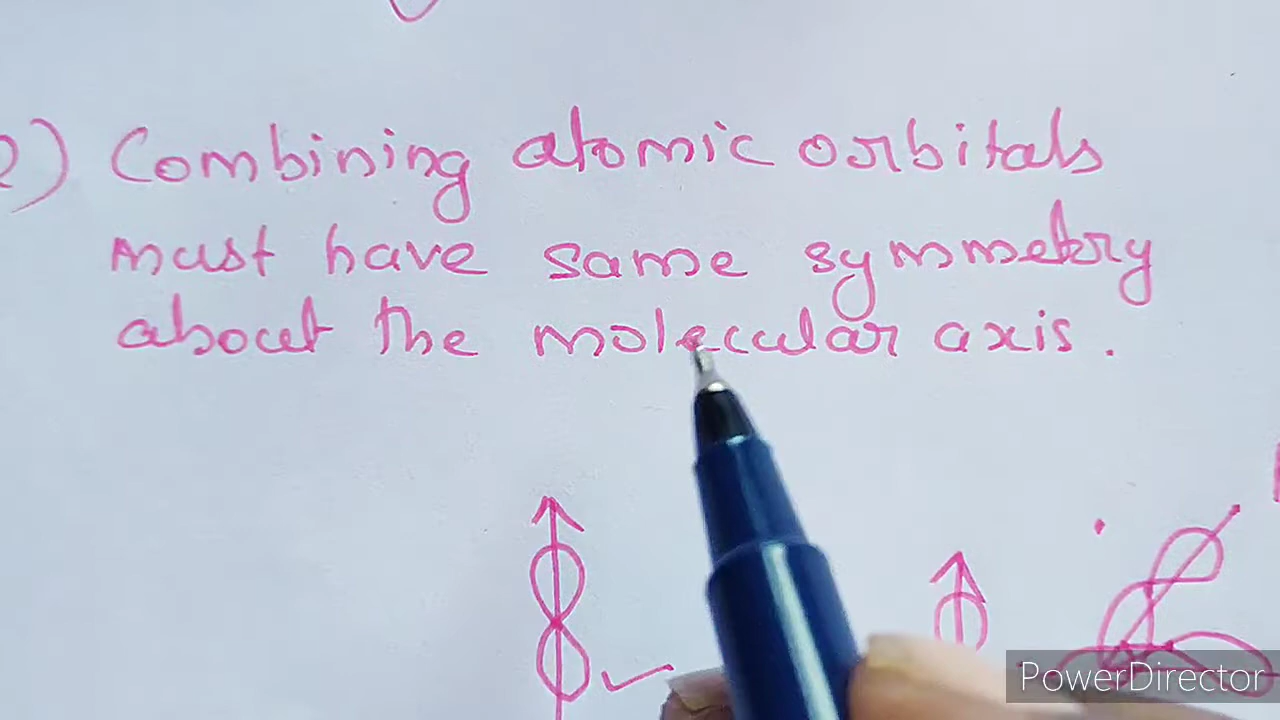 2) Combining atomic orbitals
must have same symmetry
about the molecular axis.
PowerDirector